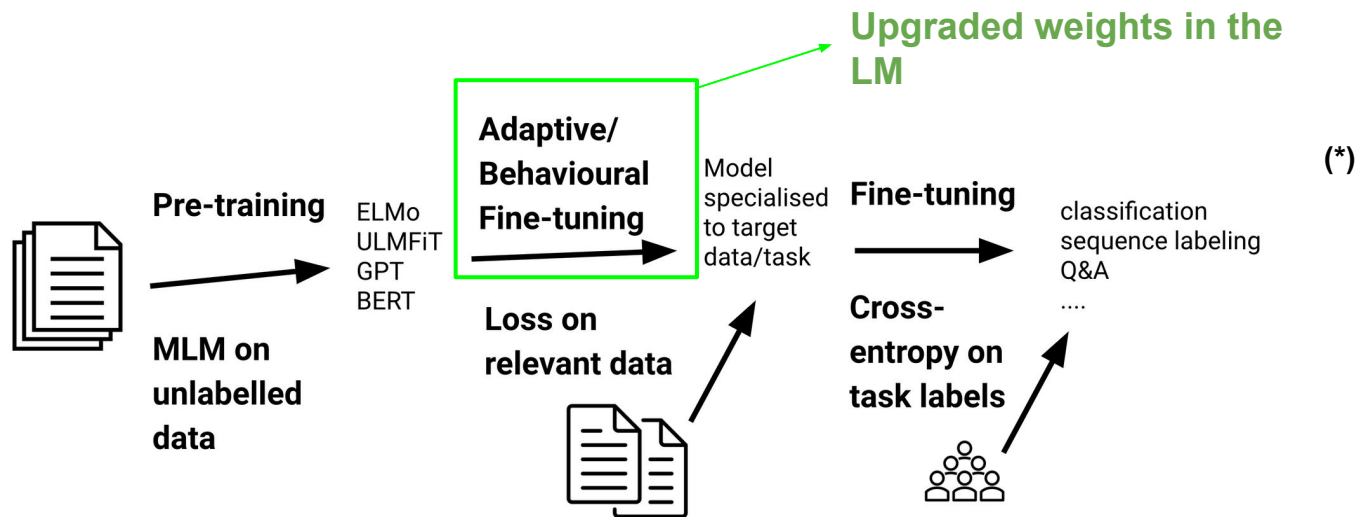 Upgraded weights in the
LM
Adaptive/
Behavioural
Fine-tuning
(*)
Pre-training
ELMo
ULMFiT
GPT
BERT
Model
specialised
to target
data/task
Fine-tuning
classification
sequence labeling
Q&A
....
MLM on
unlabelled
data
Loss on
relevant data
Cross-
entropy on
task labels